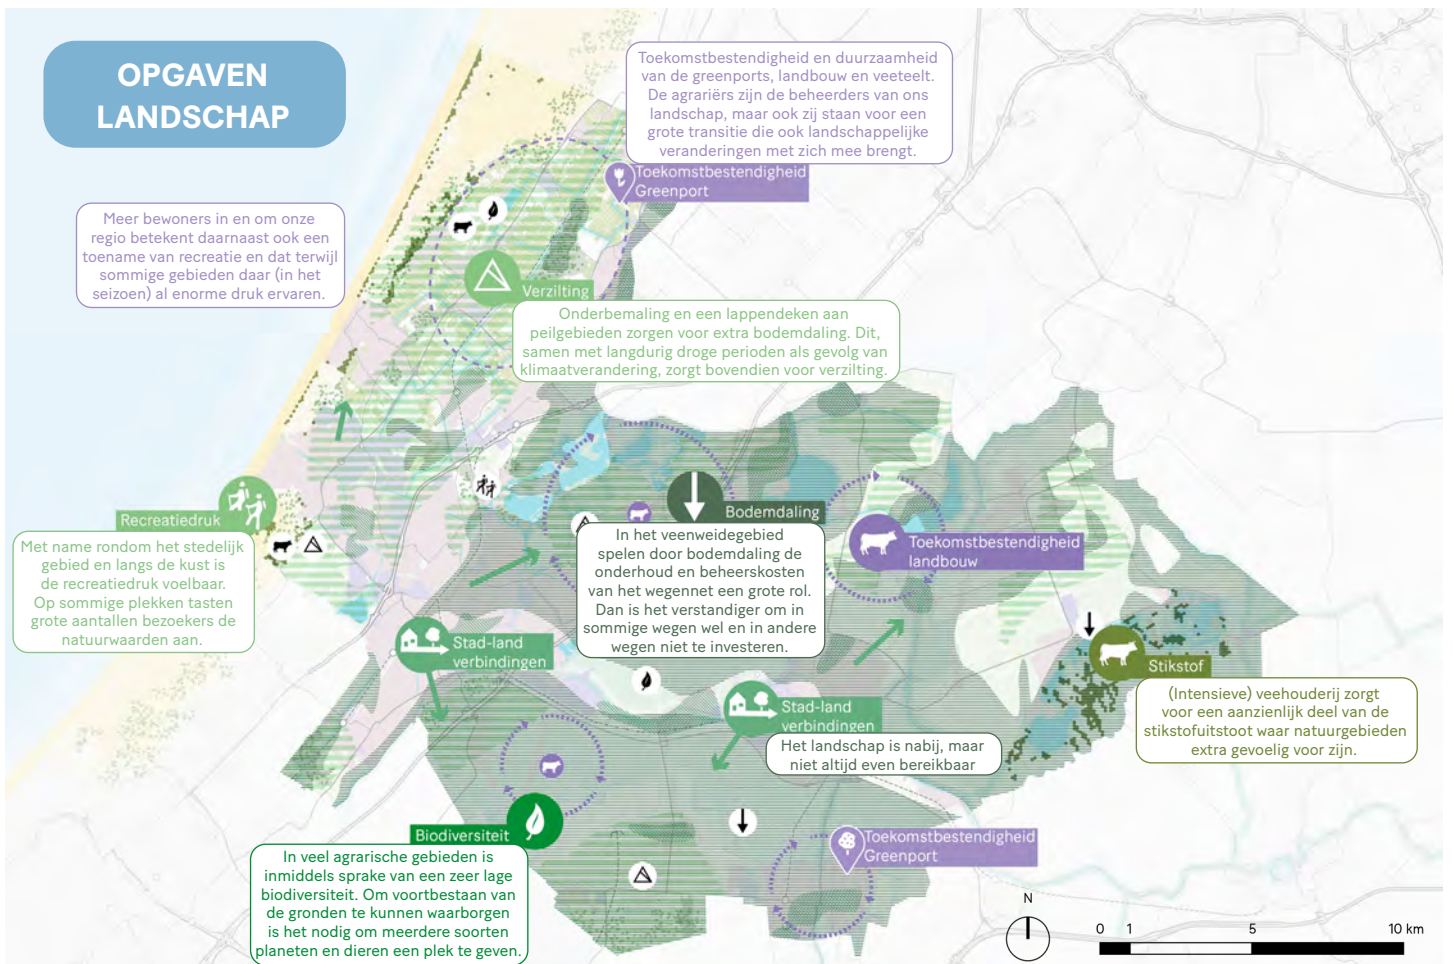 OPGAVEN
LANDSCHAP
Toekomstbestendigheid en duurzaamheid
van de greenports, landbouw en veeteelt.
De agrariërs zijn de beheerders van ons
landschap, maar ook zij staan voor een
grote transitie die ook landschappelijke
veranderingen met zich mee brengt.
Toekomstbestendigheid
Greenport
Meer bewoners in en om onze
regio betekent daarnaast ook een
toename van recreatie en dat terwijl
sommige gebieden daar (in het
seizoen) al enorme druk ervaren.
Verzilting
Onderbemaling en een lappendeken aan
peilgebieden zorgen voor extra bodemdaling. Dit,
samen met langdurig droge perioden als gevolg van
klimaatverandering, zorgt bovendien voor verzilting.
Recreatiedruk
Met name rondom het stedelijk
gebied en langs de kust is
de recreatiedruk voelbaar.
Op sommige plekken tasten
grote aantallen bezoekers de
natuurwaarden aan.
Bodemdaling
In het veenweidegebied
spelen door bodemdaling de
onderhoud en beheerskosten
van het wegennet een grote rol.
Dan is het verstandiger om in
sommige wegen wel en in andere
wegen niet te investeren.
Toekomstbestendigheid
landbouw
Stad-land
verbindingen
Stikstof
(Intensieve) veehouderij zorgt
voor een aanzienlijk deel van de
stikstofuitstoot waar natuurgebieden
extra gevoelig voor zijn.
Stad-land
verbindingen
Het landschap is nabij, maar
niet altijd even bereikbaar
Biodiversiteit
In veel agrarische gebieden is
inmiddels sprake van een zeer lage
biodiversiteit. Om voortbestaan van
de gronden te kunnen waarborgen
is het nodig om meerdere soorten
planeten en dieren een plek te geven.
Toekomstbestendigheid
Greenport
N
0 1 5 10 km